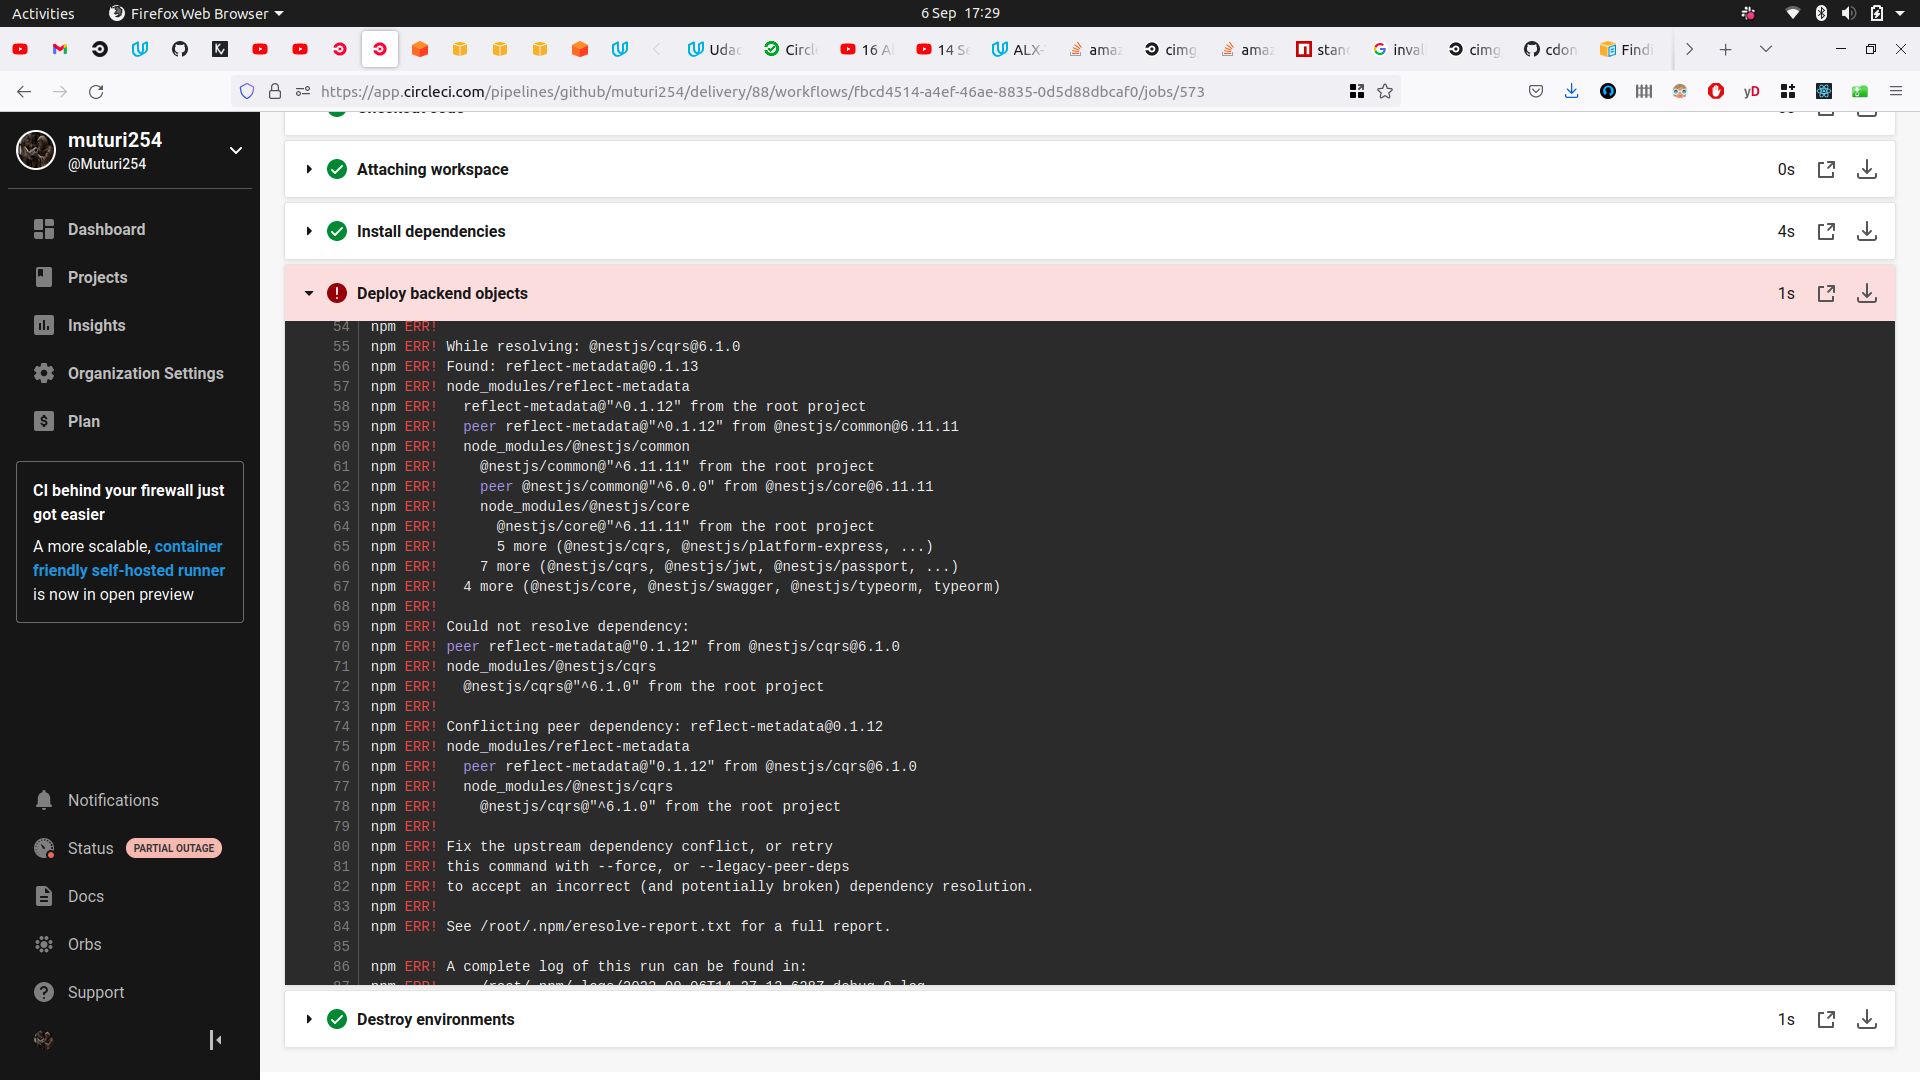 Activities
Firefox Web Browser
6 Sep 17:29
Udac
Circle
16 A
14 Se
ALX-
amaz
cimg
amaz
stan
inval
cimg
cdon
Findi
https://app.circleci.com/pipelines/github/muturi254/delivery/88/workflows/fbcd4514-a4ef-46ae-8835-0d5d88dbcaf0/jobs/573
yD
muturi254
@Muturi254
Dashboard
Projects
Insights
Organization Settings
Plan
CI behind your firewall just
got easier
A more scalable, container
friendly self-hosted runner
is now in open preview
Notifications
Status PARTIAL OUTAGE
Docs
Orbs
Support
Attaching workspace 0s
Install dependencies 4s
Deploy backend objects 1s
54 npm ERR!
55 npm ERR! While resolving: @nestjs/cqrs@6.1.0
56 npm ERR! Found: reflect-metadata@0.1.13
57 npm ERR! node_modules/reflect-metadata
58 npm ERR! reflect-metadata@"^0.1.12" from the root project
59 npm ERR! peer reflect-metadata@"^0.1.12" from @nestjs/common@6.11.11
60 npm ERR! node_modules/@nestjs/common
61 npm ERR! @nestjs/common@"^6.11.11" from the root project
62 npm ERR! peer @nestjs/common@"^6.0.0" from @nestjs/core@6.11.11
63 npm ERR! node_modules/@nestjs/core
64 npm ERR! @nestjs/core@"^6.11.11" from the root project
65 npm ERR! 5 more (@nestjs/cqrs, @nestjs/platform-express, ...)
66 npm ERR! 7 more (@nestjs/cqrs, @nestjs/jwt, @nestjs/passport, ...)
67 npm ERR! 4 more (@nestjs/core, @nestjs/swagger, @nestjs/typeorm, typeorm)
68 npm ERR!
69 npm ERR! Could not resolve dependency:
70 npm ERR! peer reflect-metadata@"0.1.12" from @nestjs/cqrs@6.1.0
71 npm ERR! node_modules/@nestjs/cqrs
72 npm ERR! @nestjs/cqrs@"^6.1.0" from the root project
73 npm ERR!
74 npm ERR! Conflicting peer dependency: reflect-metadata@0.1.12
75 npm ERR! node_modules/reflect-metadata
76 npm ERR! peer reflect-metadata@"0.1.12" from @nestjs/cqrs@6.1.0
77 npm ERR! node_modules/@nestjs/cqrs
78 npm ERR! @nestjs/cqrs@"^6.1.0" from the root project
79 npm ERR!
80 npm ERR! Fix the upstream dependency conflict, or retry
81 npm ERR! this command with --force, or --legacy-peer-deps
82 npm ERR! to accept an incorrect (and potentially broken) dependency resolution.
83 npm ERR!
84 npm ERR! See /root/.npm/eresolve-report.txt for a full report.
85
86 npm ERR! A complete log of this run can be found in:
87 npm ERR!
Destroy environments 1s